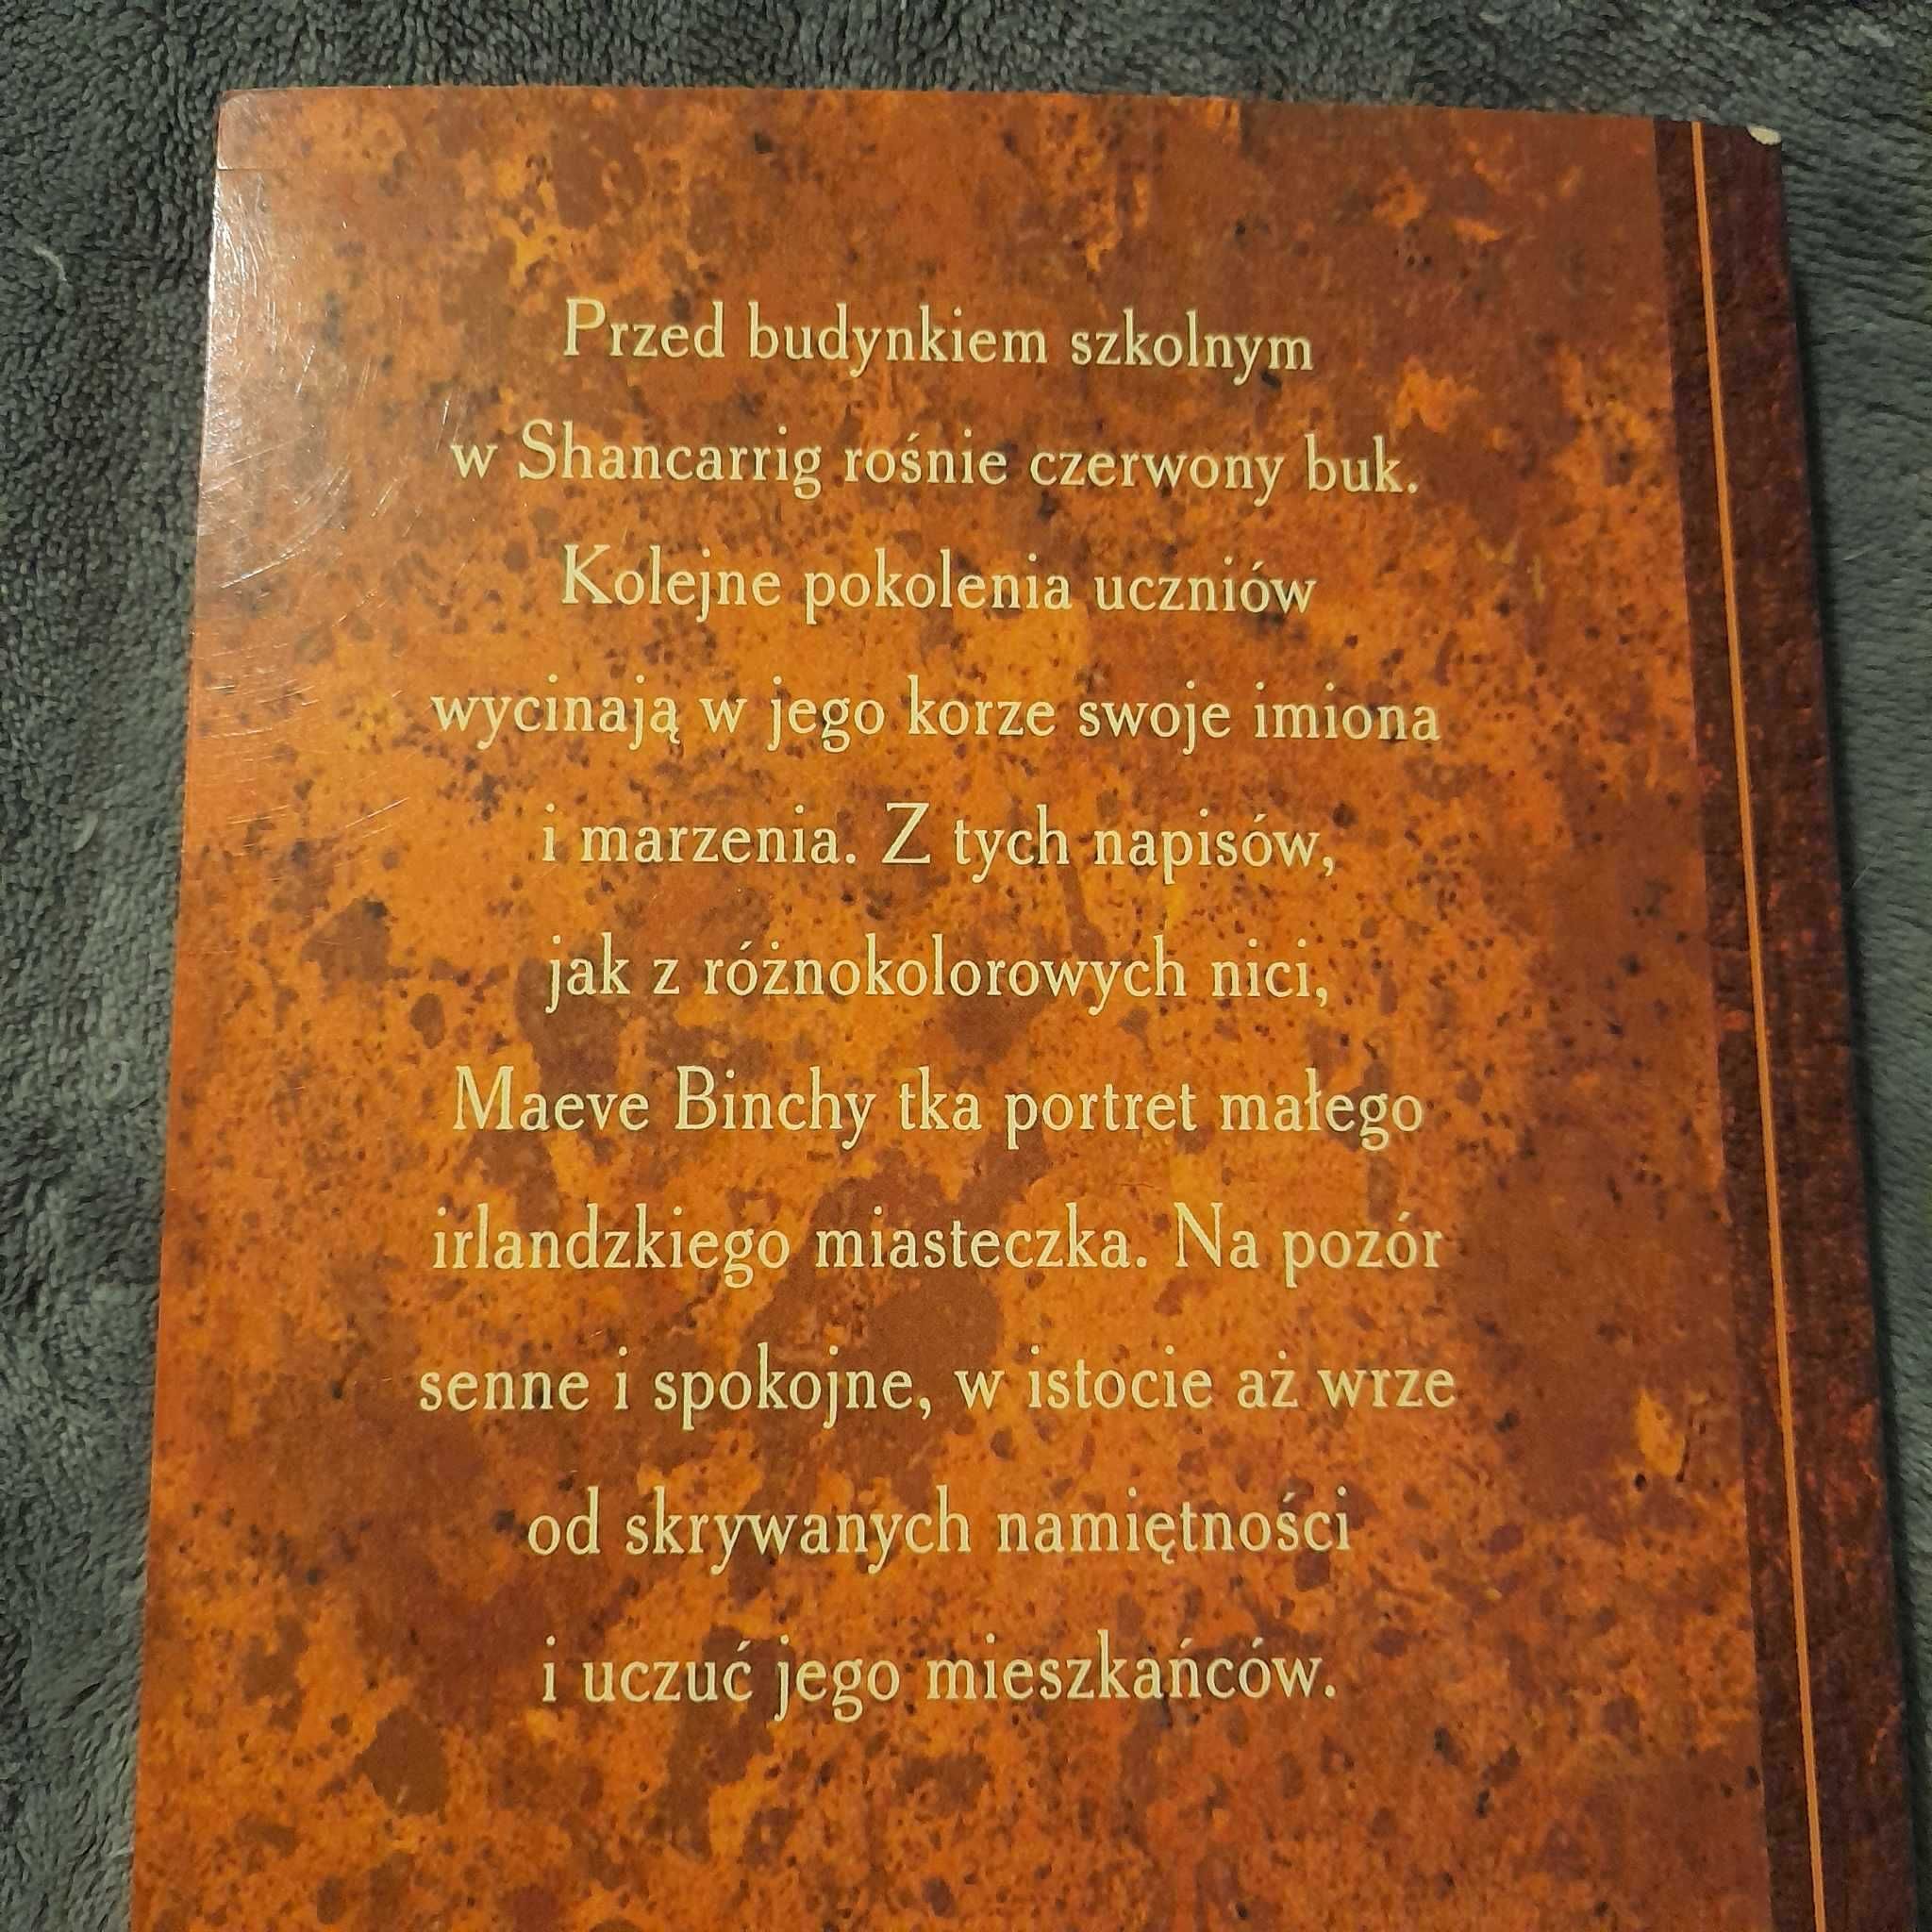 Przed budynkiem szkolnym
w Shancarrig rośnie czerwony buk.
Kolejne pokolenia uczniów
wycinają w jego korze swoje imiona
i marzenia. Z tych napisów,
jak z różnokolorowych nici,
Maeve Binchy tka portret małego
irlandzkiego miasteczka. Na pozór
senne i spokojne, w istocie aż wrze
od skrywanych namiętności
i uczuć jego mieszkańców.